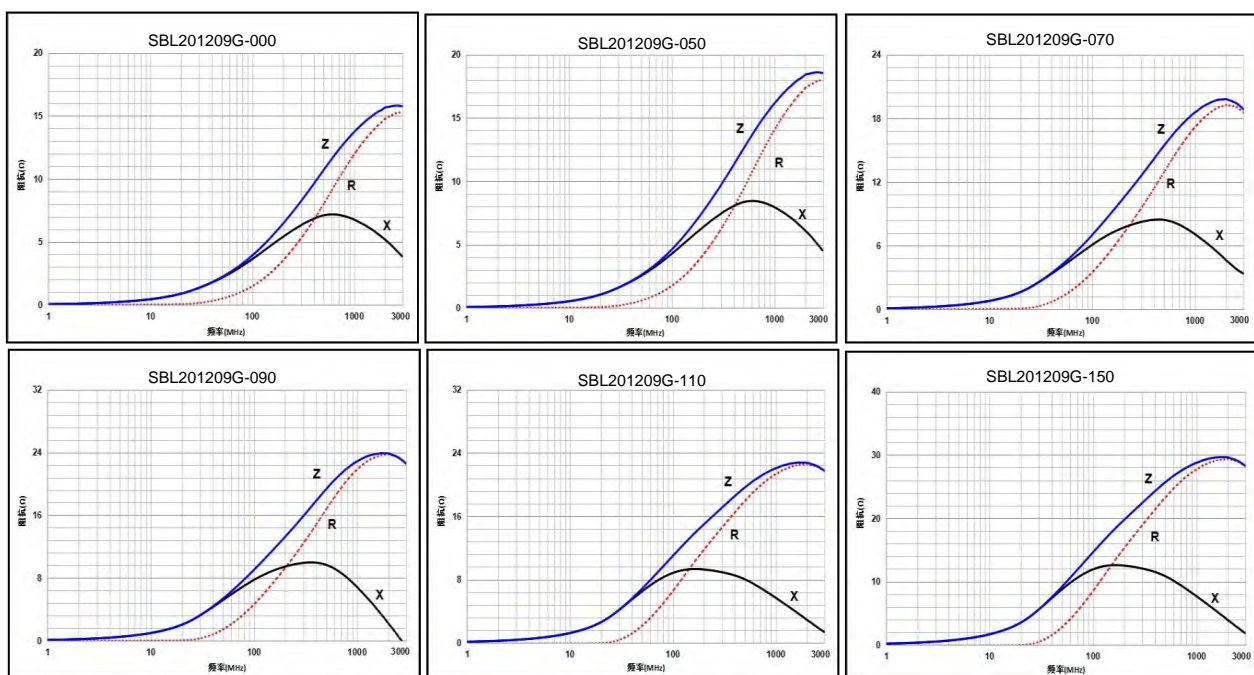 SBL201209G-000
20
15
10
5
0
阻抗(Ω)
Z
R
X
1
10
100
1000
3000
频率(MHz)
SBL201209G-050
20
15
10
5
0
阻抗(Ω)
Z
R
X
1
10
100
1000
3000
频率(MHz)
SBL201209G-070
24
18
12
6
0
阻抗(Ω)
Z
R
X
1
10
100
1000
3000
频率(MHz)
SBL201209G-090
32
24
16
8
0
阻抗(Ω)
Z
R
X
1
10
100
1000
3000
频率(MHz)
SBL201209G-110
32
24
16
8
0
阻抗(Ω)
Z
R
X
1
10
100
1000
3000
频率(MHz)
SBL201209G-150
40
30
20
10
0
阻抗(Ω)
Z
R
X
1
10
100
1000
3000
频率(MHz)